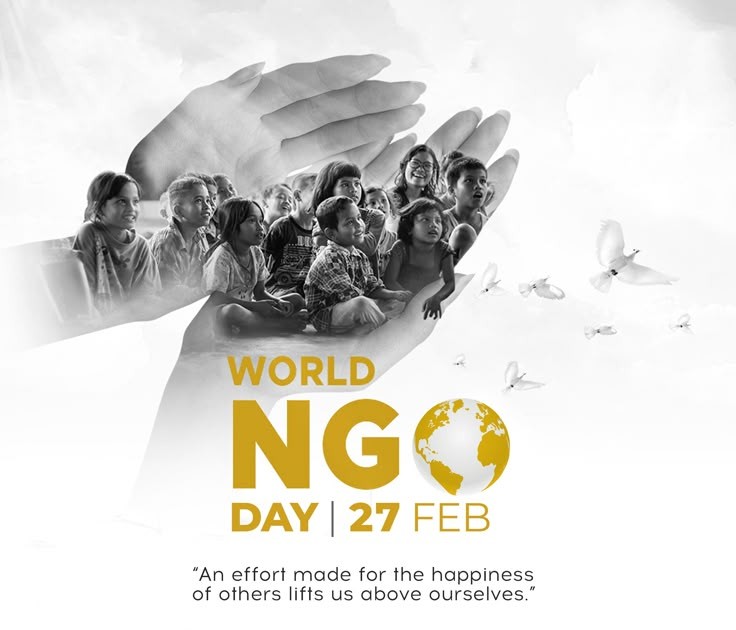 WORLD
NGO
DAY | 27 FEB
“An effort made for the happiness
of others lifts us above ourselves.”